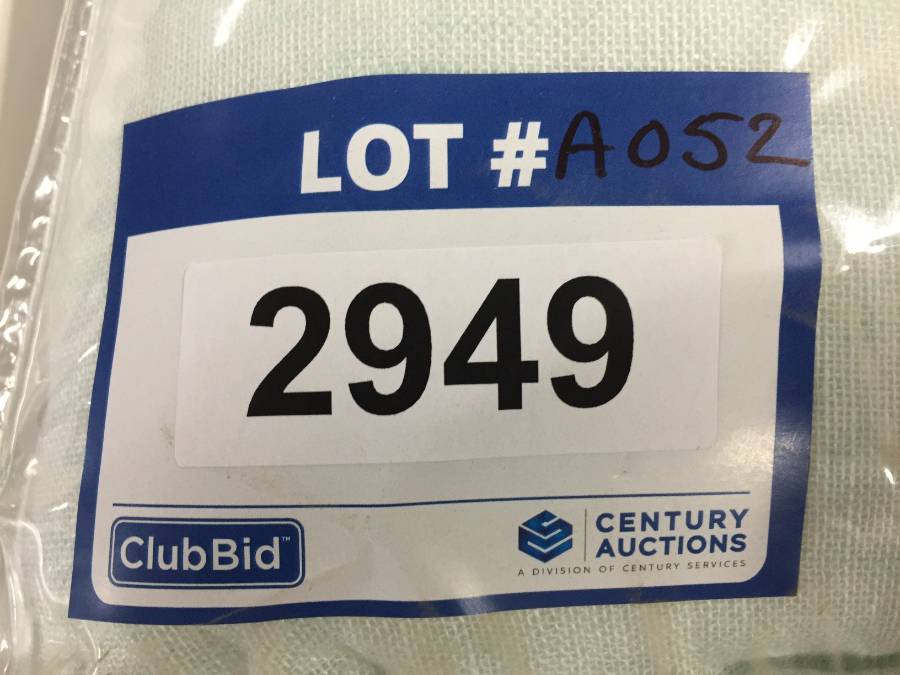 LOT #A052
2949
ClubBid™
CENTURY
AUCTIONS
A DIVISION OF CENTURY SERVICES